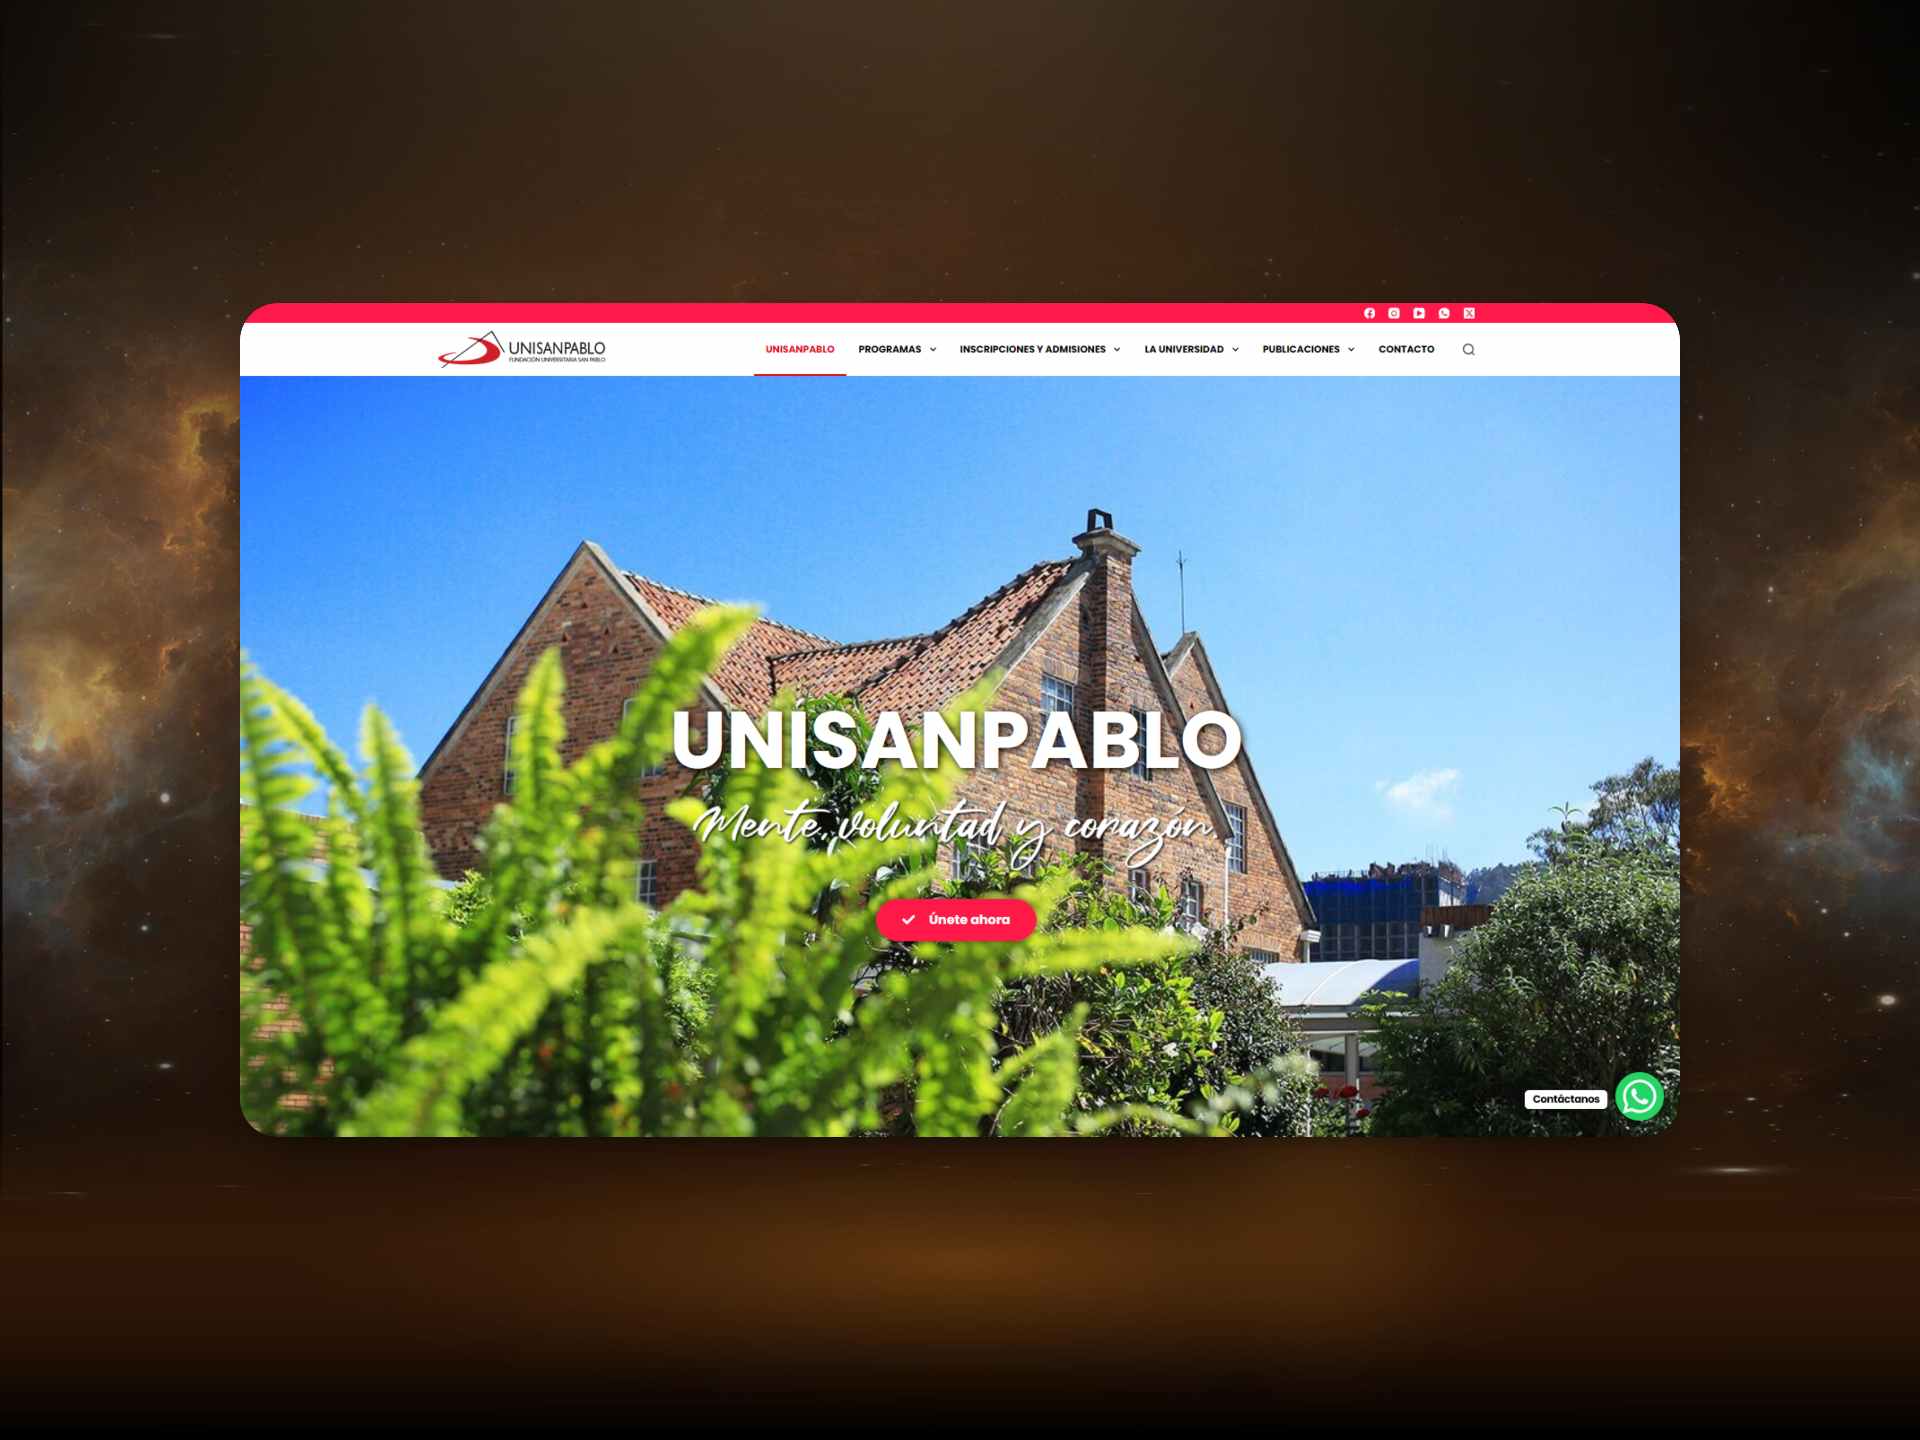 UNISANPABLO
FUNDACIÓN UNIVERSITARIA SAN PABLO
UNISANPABLO PROGRAMAS INSCRIPCIONES Y ADMISIONES LA UNIVERSIDAD PUBLICACIONES CONTACTO
UNISANPABLO
Mente, voluntad y corazón
Únete ahora
Contáctanos